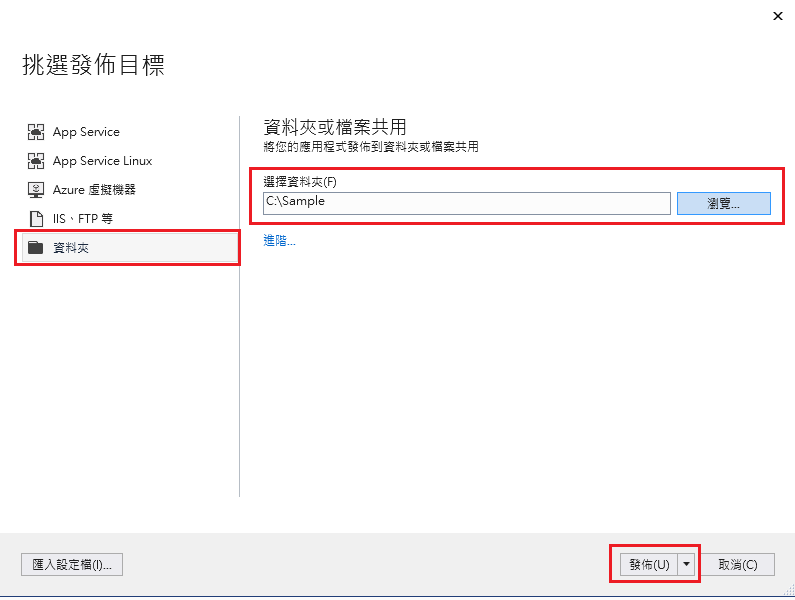 挑選發佈目標
App Service
App Service Linux
Azure 虛擬機器
IIS、FTP 等
資料夾
資料夾或檔案共用
將您的應用程式發佈到資料夾或檔案共用
選擇資料夾(F)
C:\Sample
瀏覽...
進階...
匯入設定檔(I)...
發佈(U)
取消(C)